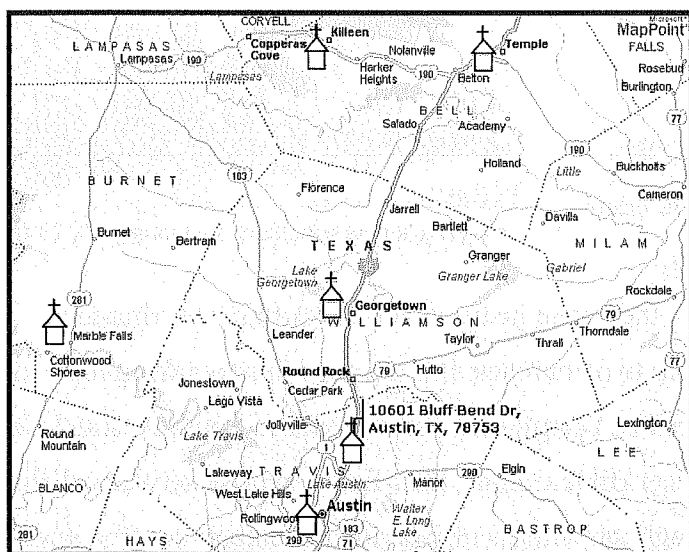 Microsoft
MapPoint
CORYELL
Killeen
LAMPASAS
Copperas
Cove
Nolanville
Temple
FALLS
Lampasas
190
Lampasas
Harker
Heights
190
Belton
Rosebud
Burlington
BELL
77
Salado
Academy
183
Holland
190
Little
Buckholts
BURNET
Florence
Cameron
Jarrell
Bartlett
Davilla
Burnet
Bertram
TEXAS
MILAM
Lake
Georgetown
Granger
Granger Lake
Gabriel
281
Rockdale
Georgetown
WILLIAMSON
79
Marble Falls
Leander
Taylor
Thrall
Thorndale
Cottonwood
Shores
Round Rock
79
Hutto
77
Jonestown
Cedar Park
Lago Vista
10601 Bluff Bend Dr,
Austin, TX, 78753
Lexington
Round
Mountain
Lake Travis
Jollyville
1
LEE
Lakeway
TRAVIS
290
Elgin
BLANCO
Lake Austin
Manor
West Lake Hills
Austin
Walter
E. Long
Lake
Rollingwood
281
HAYS
290
183
71
BASTROP